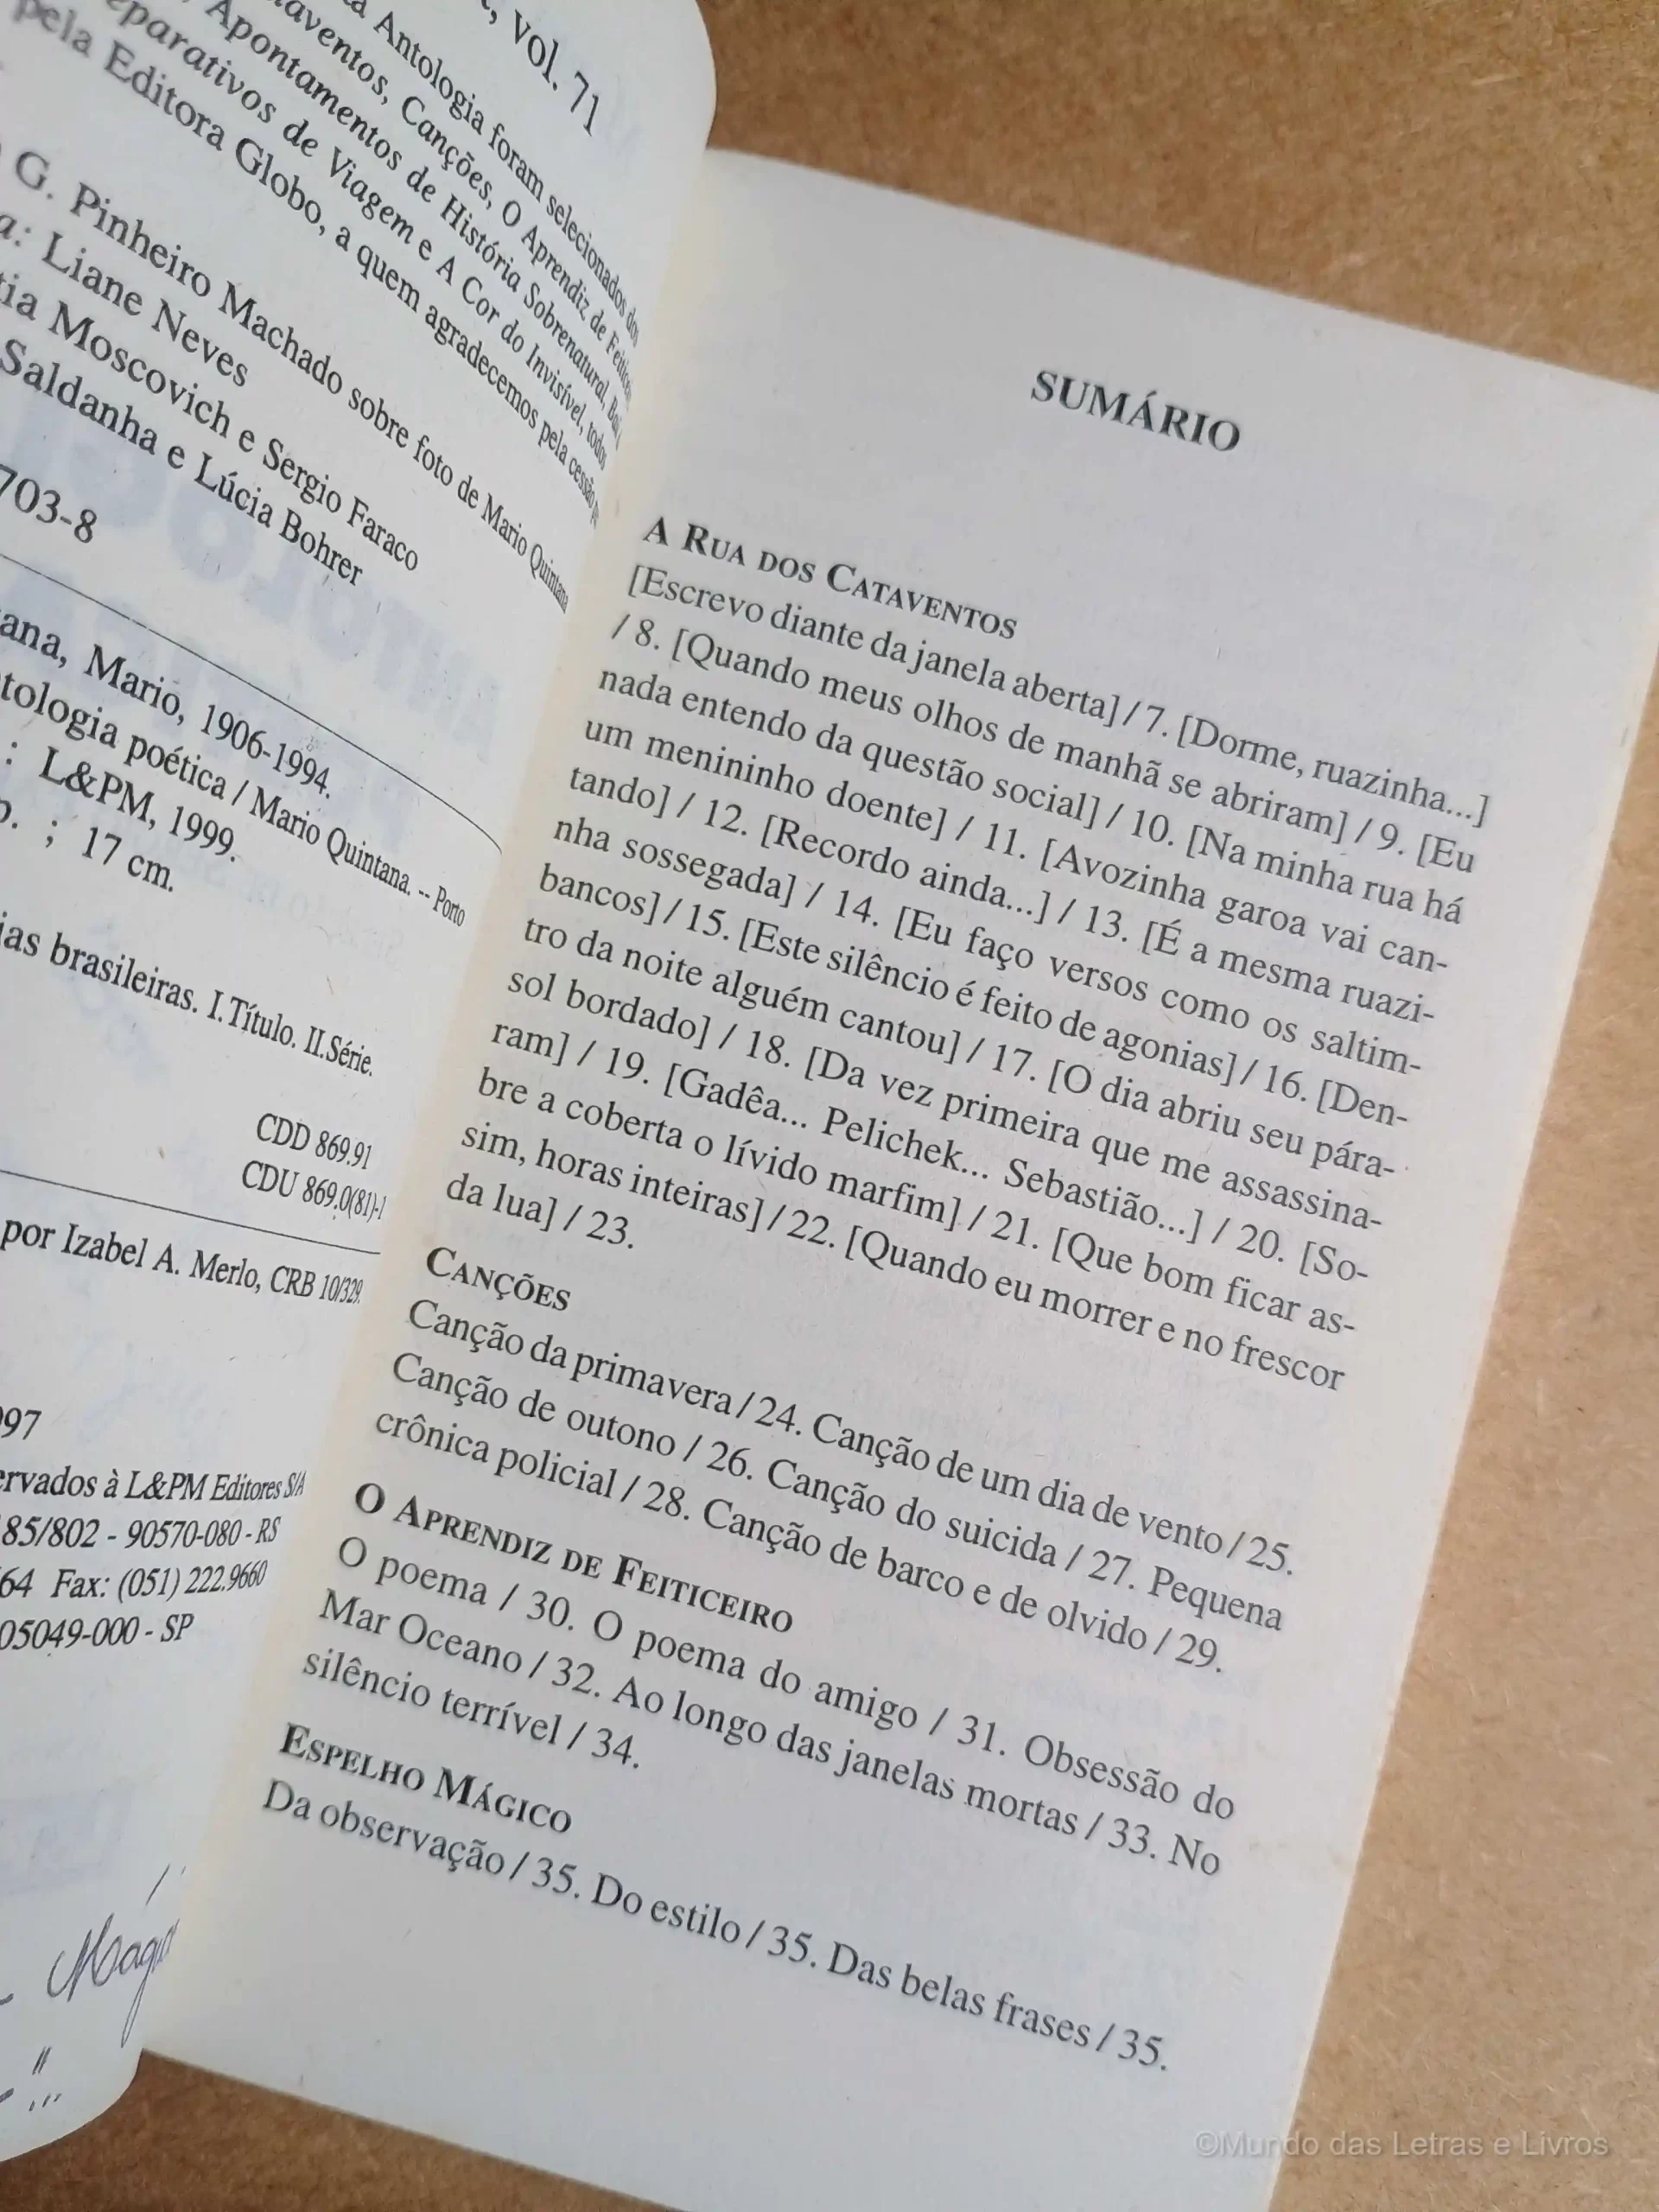 , vol. 71
Antologia foram selecionados dos
Canções, O Aprendiz de
Apontamentos de História Sobrenatural,
de Viagem e A Cor do Invisível, todos
pela Editora Globo, a quem agradecemos pela cessão
G. Pinheiro Machado sobre foto de Mario Quintana
a: Liane Neves
tia Moscovich e Sergio Faraco
Saldanha e Lúcia Bohrer
703-8
ana, Mario, 1906-1994.
tologia poética / Mario Quintana. -- Porto
: L&PM, 1999.
p. ; 17 cm.
ias brasileiras. I.Título. II.Série.
CDD 869.91
CDU 869.0(81)-1
por Izabel A. Merlo, CRB 10/329.
97
ervados à L&PM Editores S/A
85/802 - 90570-080 - RS
64 Fax: (051) 222.9660
05049-000 - SP
SUMÁRIO
A RUA DOS CATAVENTOS
[Escrevo diante da janela aberta] / 7. [Dorme, ruazinha...]
/ 8. [Quando meus olhos de manhã se abriram] / 9. [Eu
nada entendo da questão social] / 10. [Na minha rua há
um menininho doente] / 11. [Avozinha garoa vai can-
tando] / 12. [Recordo ainda...] / 13. [É a mesma ruazi-
nha sossegada] / 14. [Eu faço versos como os saltim-
bancos] / 15. [Este silêncio é feito de agonias] / 16. [Den-
tro da noite alguém cantou] / 17. [O dia abriu seu pára-
sol bordado] / 18. [Da vez primeira que me assassina-
ram] / 19. [Gadêa... Pelichek... Sebastião...] / 20. [So-
bre a coberta o lívido marfim] / 21. [Que bom ficar as-
sim, horas inteiras] / 22. [Quando eu morrer e no frescor
da lua] / 23.
CANÇÕES
Canção da primavera / 24. Canção de um dia de vento / 25.
Canção de outono / 26. Canção do suicida / 27. Pequena
crônica policial / 28. Canção de barco e de olvido / 29.
O APRENDIZ DE FEITICEIRO
O poema / 30. O poema do amigo / 31. Obsessão do
Mar Oceano / 32. Ao longo das janelas mortas / 33. No
silêncio terrível / 34.
ESPELHO MÁGICO
Da observação / 35. Do estilo / 35. Das belas frases / 35.
©Mundo das Letras e Livros